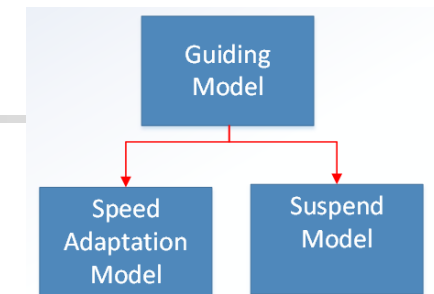 Guiding
Model
Speed
Adaptation
Model
Suspend
Model